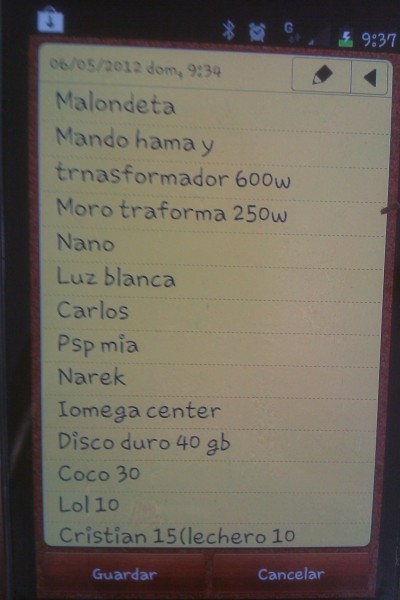 G
9:37
06/05/2012 dom, 9:34
Malondeta
Mando hama y
trnasformador 600w
Moro traforma 250w
Nano
Luz blanca
Carlos
Psp mia
Narek
Iomega center
Disco duro 40 gb
Coco 30
Lol 10
Cristian 15(lechero 10
Guardar
Cancelar